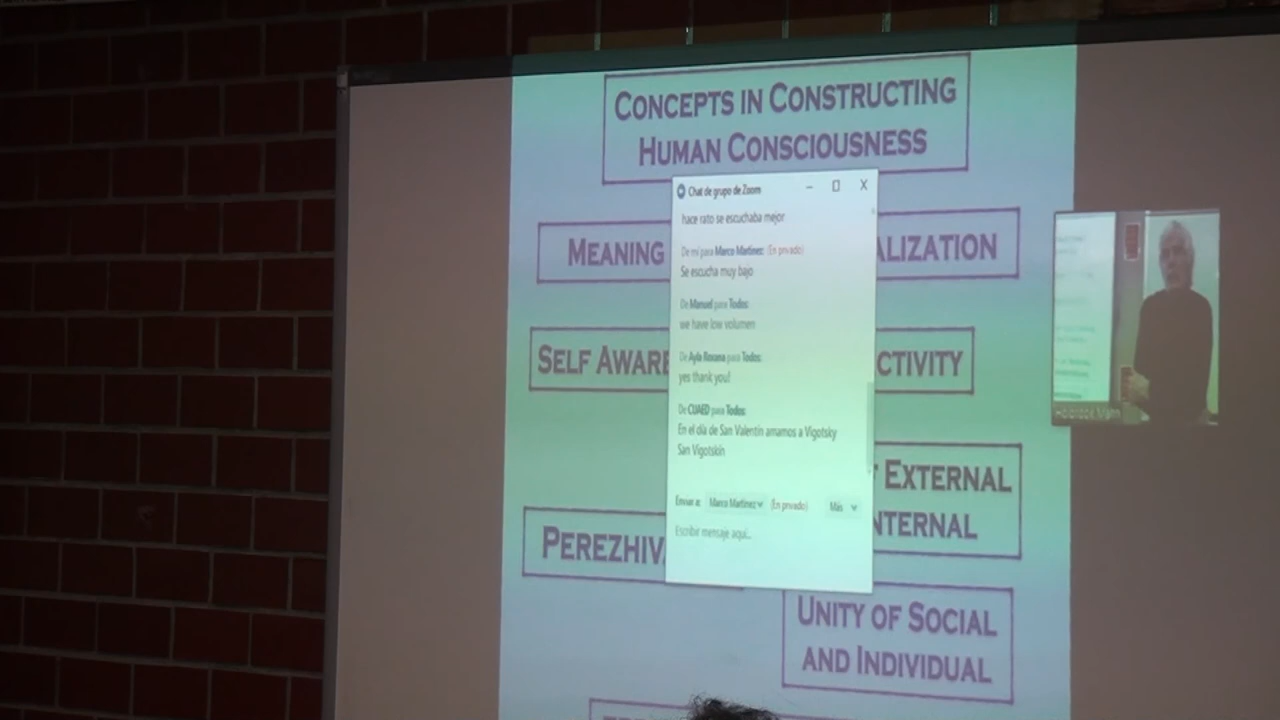 CONCEPTS IN CONSTRUCTING
HUMAN CONSCIOUSNESS
MEANING
ALIZATION
SELF AWARE
CTIVITY
EXTERNAL
NTERNAL
PEREZHIV
UNITY OF SOCIAL
AND INDIVIDUAL
Chat de grupo de Zoom
hace rato se escuchaba mejor
De mí para Marco Martinez: (En privado)
Se escucha muy bajo
De Manuel para Todos:
we have low volumen
De Ayla Roxana para Todos:
yes thank you!
De CUAED para Todos:
En el día de San Valentín amamos a Vigotsky
San Vigotskín
Enviar a: Marco Martinez (En privado) Más
Escribir mensaje aquí...